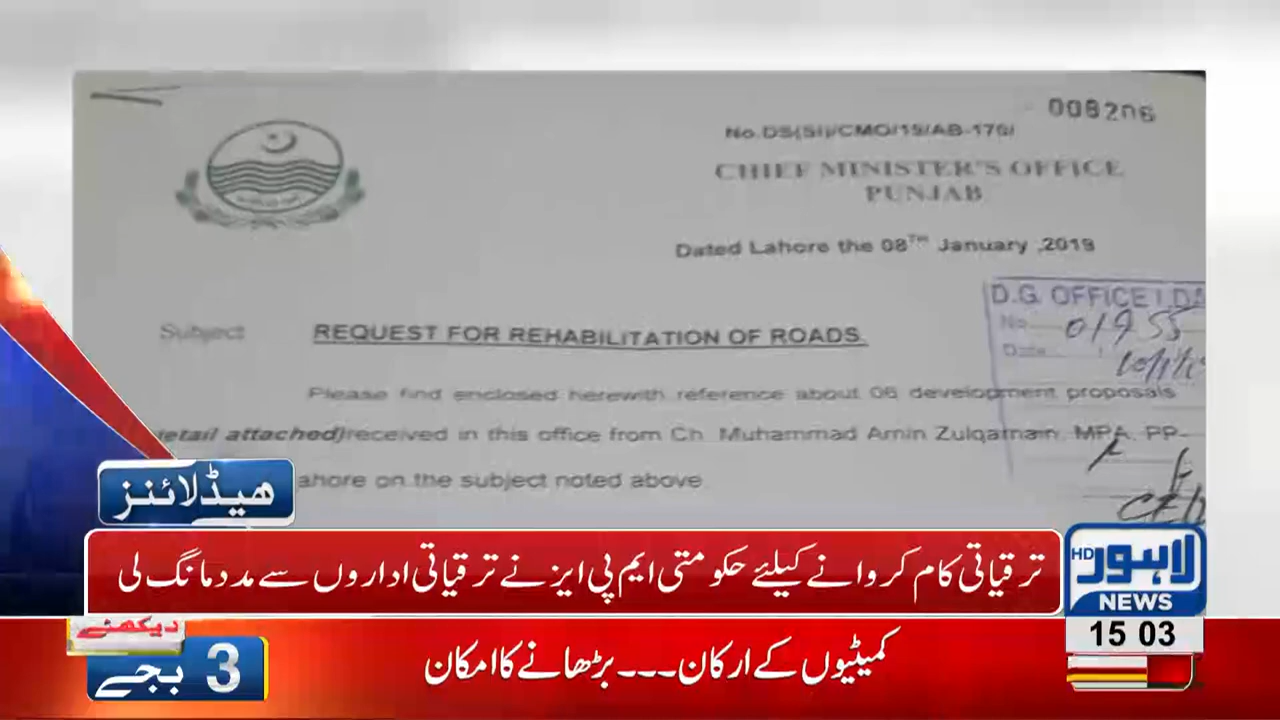 008206
No.DS(SI)/CMO/19/AB-170/
CHIEF MINISTER'S OFFICE
PUNJAB
Dated Lahore the 08TH January ,2019
D.G. OFFICE LDA
No 01955
Date
Subject REQUEST FOR REHABILITATION OF ROADS.
Please find enclosed herewith reference about 06 development proposals
etail attached)received in this office from Ch. Muhammad Amin Zulqarnain, MPA, PP-
ahore on the subject noted above.
ھیڈلائنز
ترقیاتی کام کروانے کیلئے حکومتی ایم پی ایز نے ترقیاتی اداروں سے مدد مانگ لی
لاہور
HD
NEWS
15 03
دیکھئے
3 بجے
کمیٹیوں کے ارکان۔۔۔ بڑھانے کا امکان